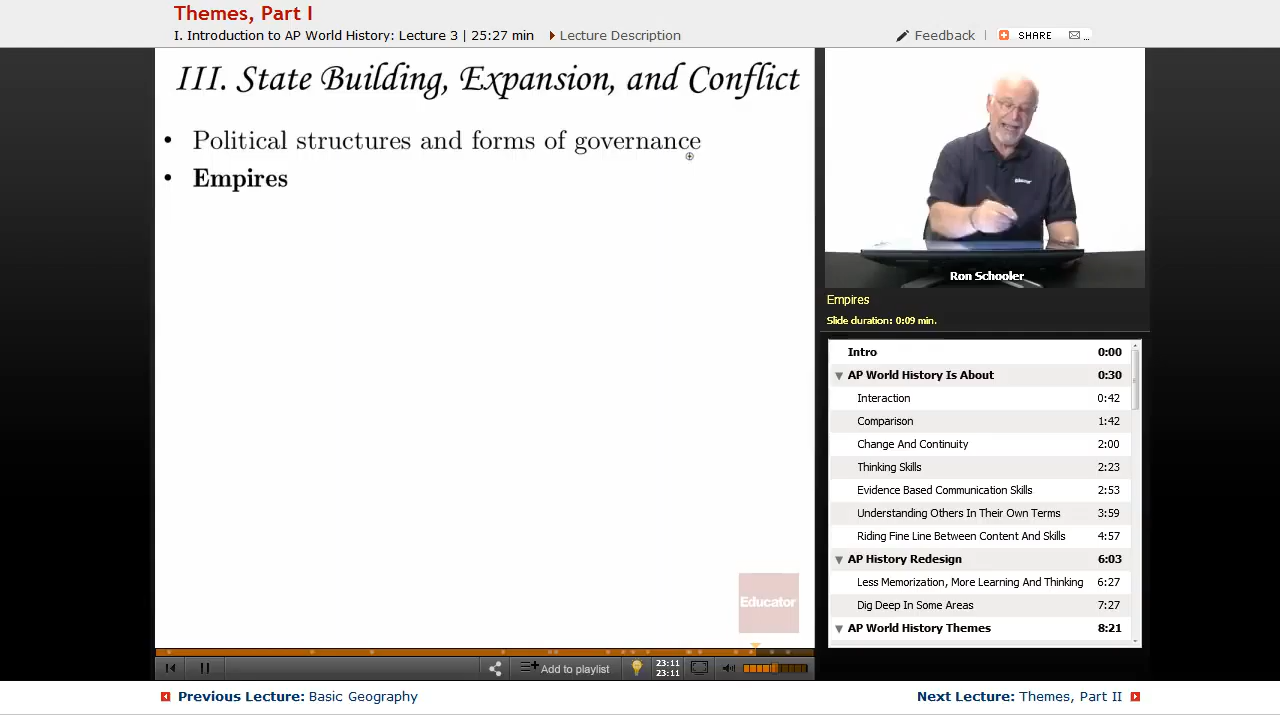 Themes, Part I
I. Introduction to AP World History: Lecture 3 | 25:27 min Lecture Description
Feedback | SHARE ...
III. State Building, Expansion, and Conflict
• Political structures and forms of governance
• Empires
Educator
Ron Schooler
Empires
Slide duration: 0:09 min.
Intro 0:00
AP World History Is About 0:30
Interaction 0:42
Comparison 1:42
Change And Continuity 2:00
Thinking Skills 2:23
Evidence Based Communication Skills 2:53
Understanding Others In Their Own Terms 3:59
Riding Fine Line Between Content And Skills 4:57
AP History Redesign 6:03
Less Memorization, More Learning And Thinking 6:27
Dig Deep In Some Areas 7:27
AP World History Themes 8:21
Educator
Add to playlist
23:11
23:11
Previous Lecture: Basic Geography
Next Lecture: Themes, Part II